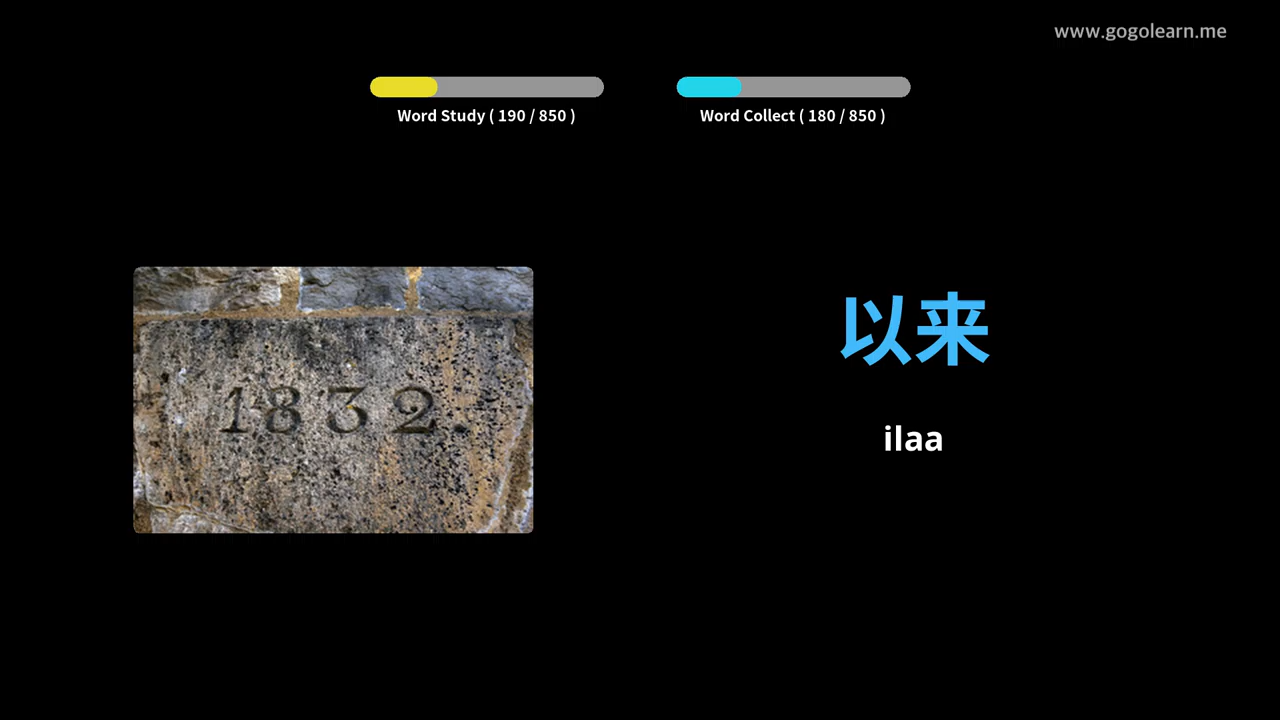 www.gogolearn.me
Word Study ( 190 / 850 )
Word Collect ( 180 / 850 )
1832.
以来
ilaa